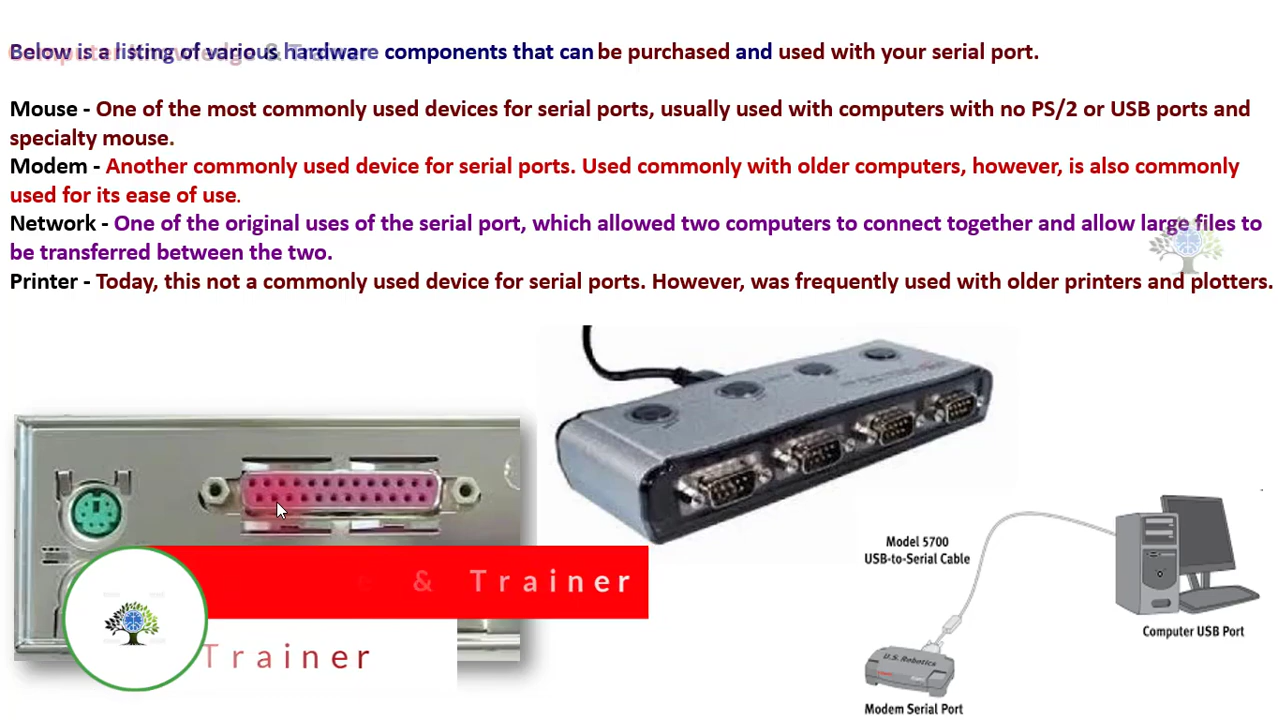 Below is a listing of various hardware components that can be purchased and used with your serial port.
Mouse - One of the most commonly used devices for serial ports, usually used with computers with no PS/2 or USB ports and
specialty mouse.
Modem - Another commonly used device for serial ports. Used commonly with older computers, however, is also commonly
used for its ease of use.
Network - One of the original uses of the serial port, which allowed two computers to connect together and allow large files to
be transferred between the two.
Printer - Today, this not a commonly used device for serial ports. However, was frequently used with older printers and plotters.
Model 5700
USB-to-Serial Cable
Computer USB Port
U.S. Robotics
Modem Serial Port
e & Trainer
Trainer